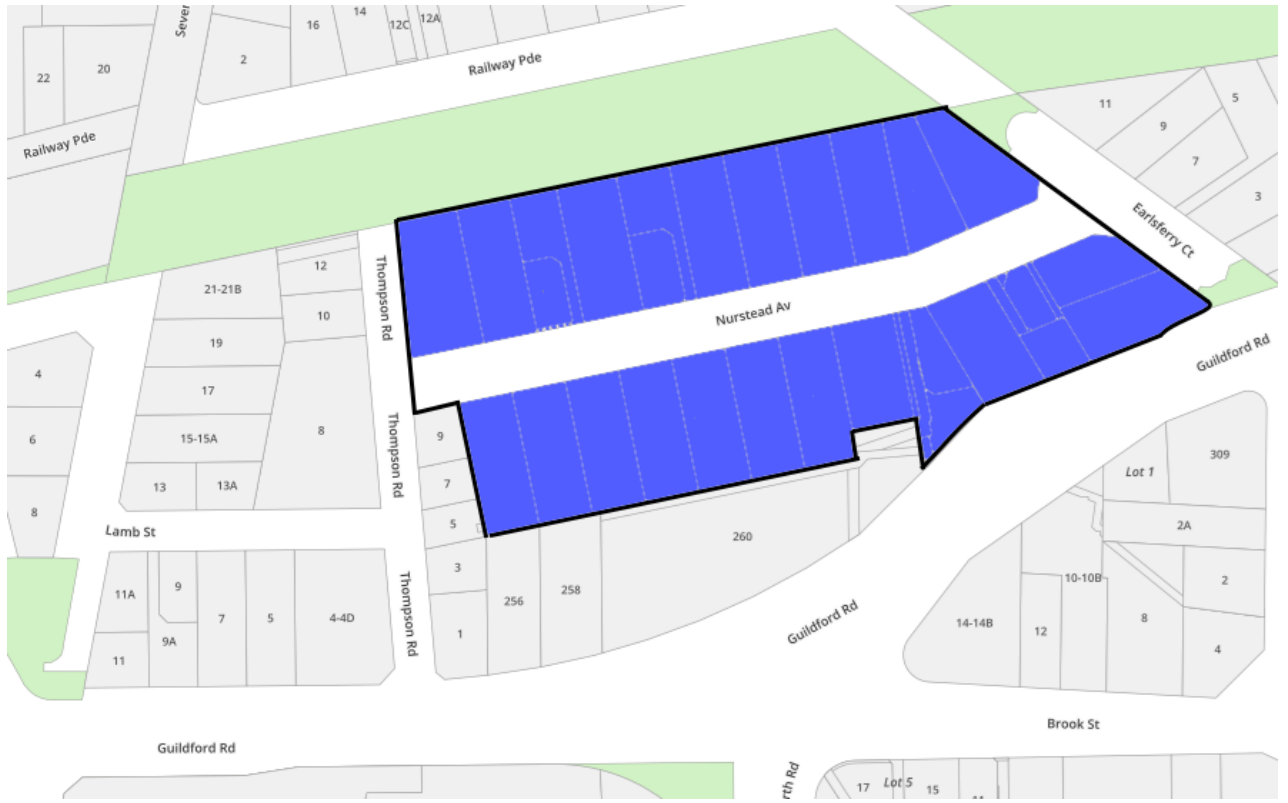 Seven
16
14
12C
12A
22
20
2
Railway Pde
Railway Pde
11
9
5
7
3
Earlsferry Ct
12
21-21B
10
Thompson Rd
Nurstead Av
19
4
17
Guildford Rd
8
9
6
15-15A
Thompson Rd
309
Lot 1
13
13A
7
8
5
2A
Lamb St
260
3
10-10B
2
9
11A
256
258
7
5
4-4D
Thompson Rd
Guildford Rd
14-14B
12
8
9A
1
4
11
Brook St
Guildford Rd
rth Rd
17
Lot 5
15